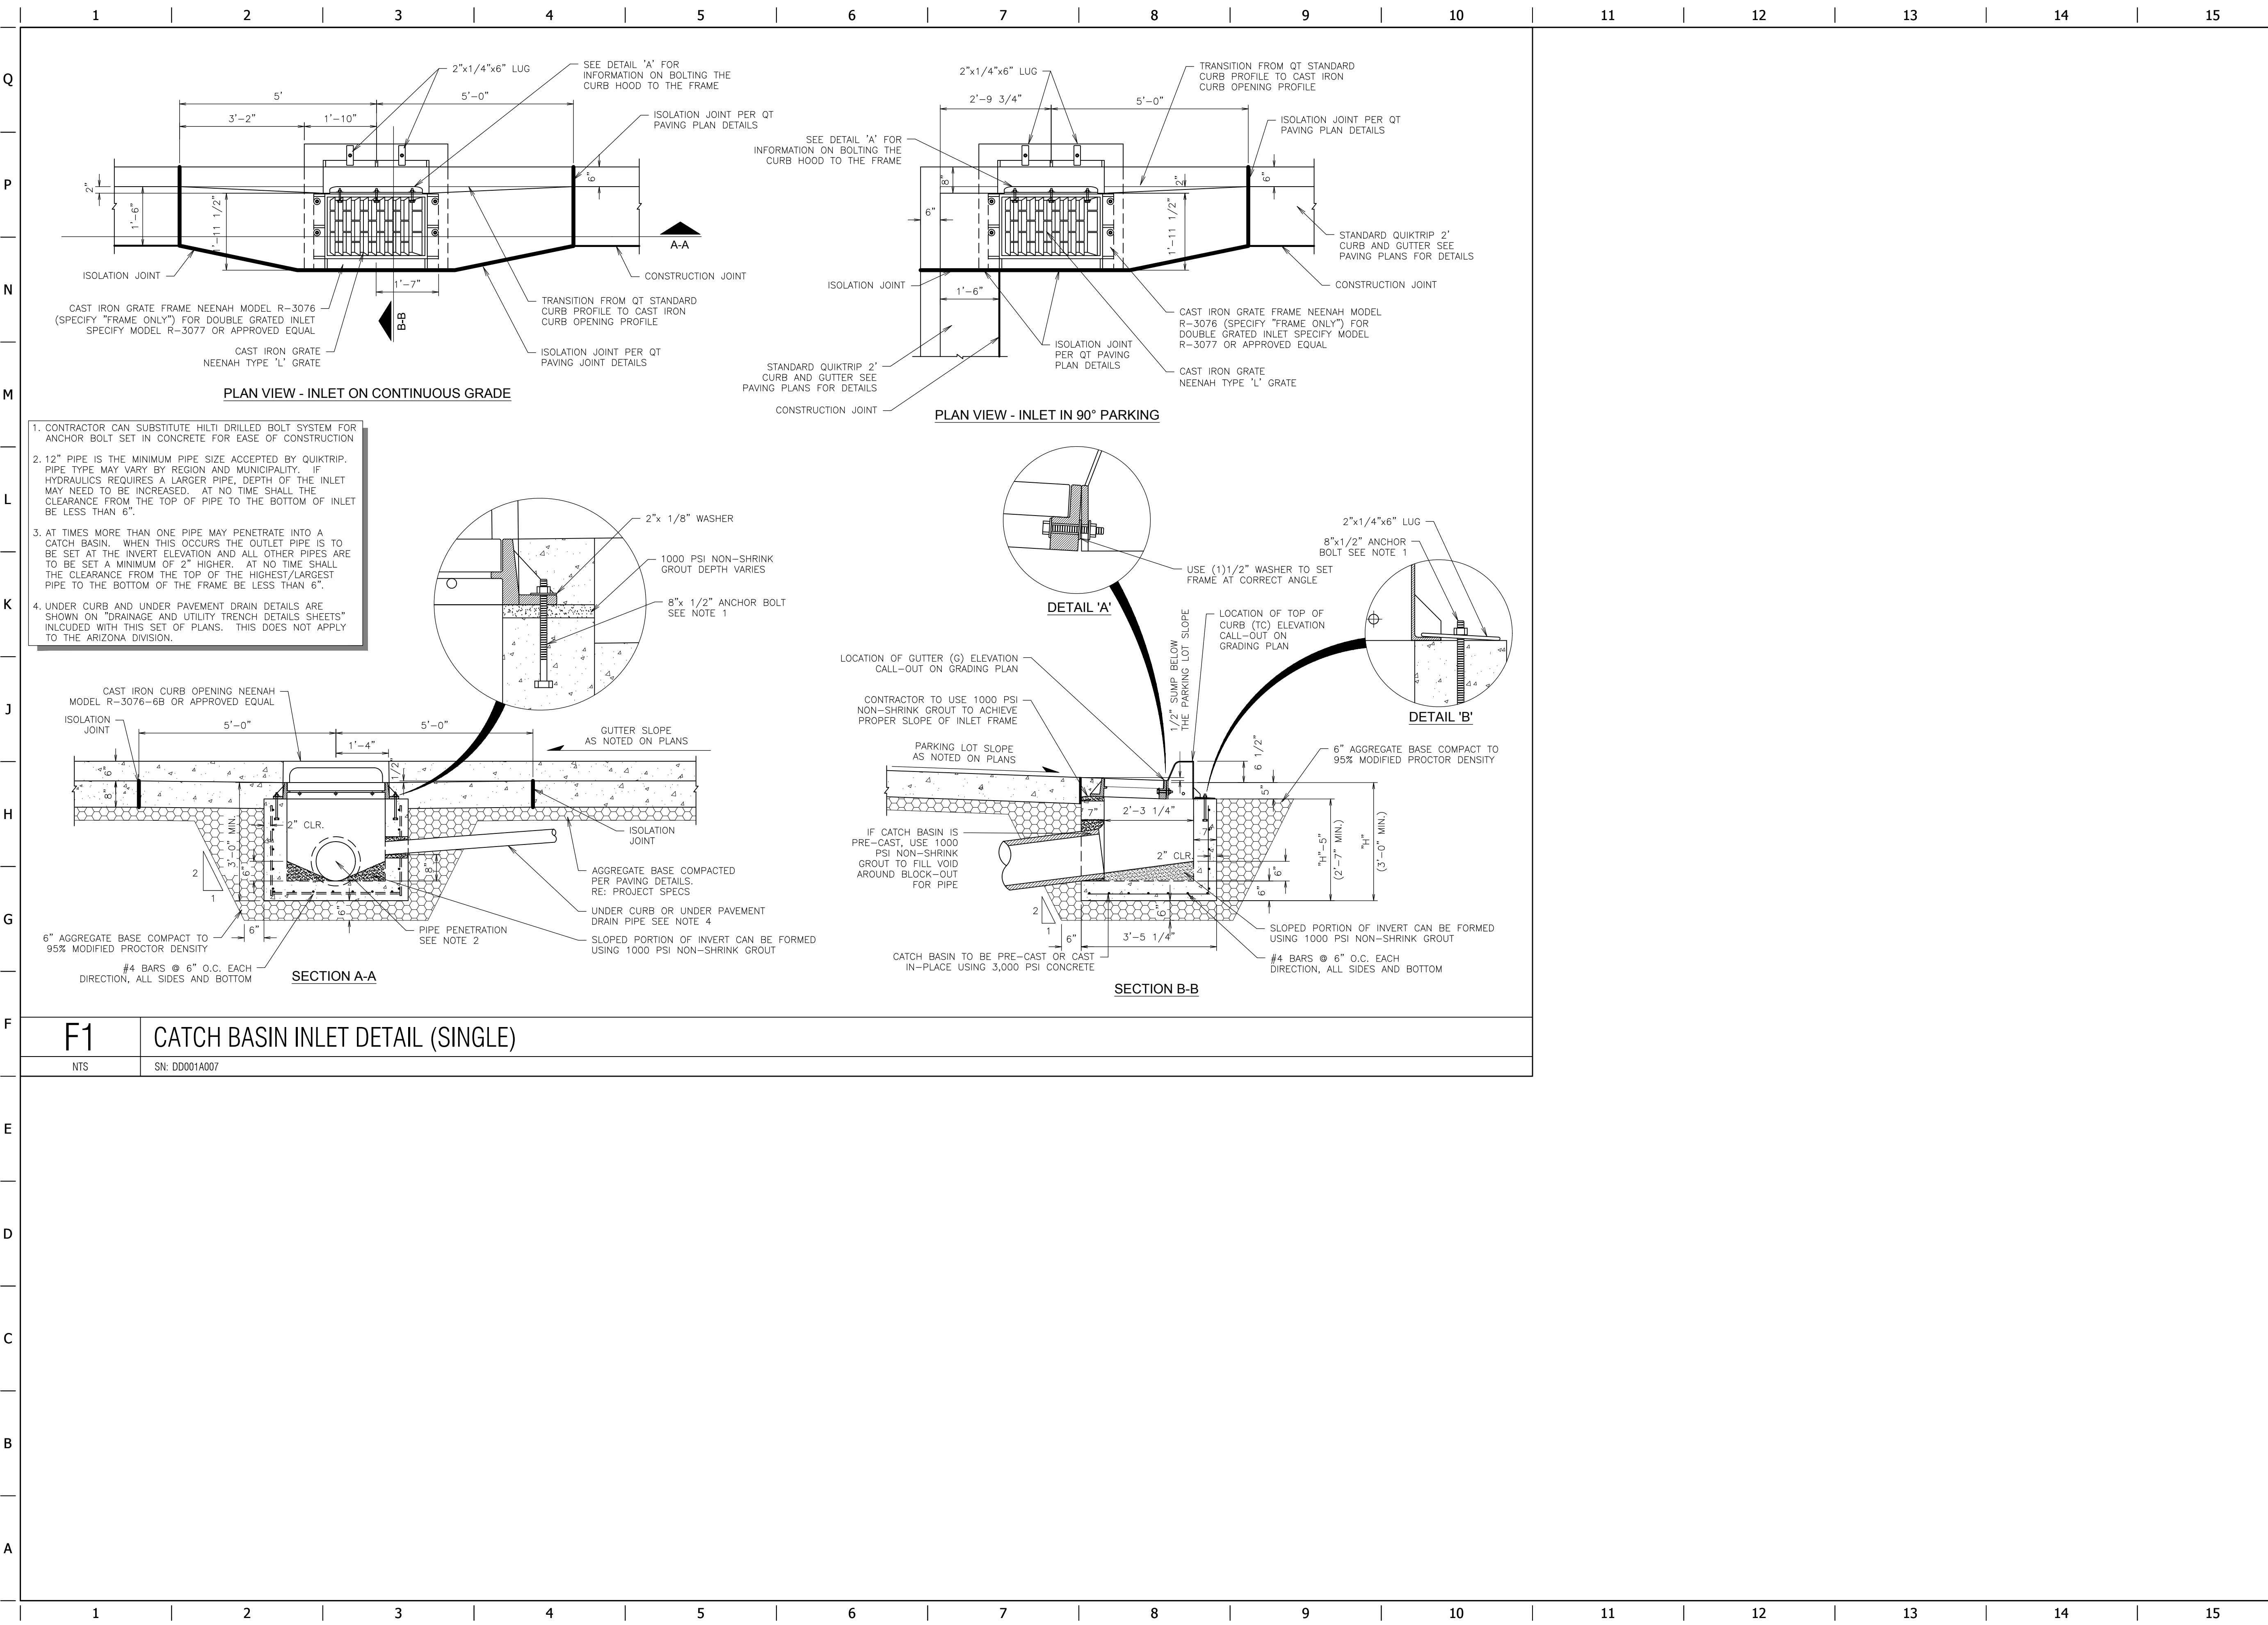 1 2 3 4 5 6 7 8 9 10 11 12 13 14 15
Q
P
N
M
L
K
J
H
G
F
E
D
C
B
A
2"x1/4"x6" LUG
SEE DETAIL 'A' FOR
INFORMATION ON BOLTING THE
CURB HOOD TO THE FRAME
5'
5'-0"
3'-2"
1'-10"
ISOLATION JOINT PER QT
PAVING PLAN DETAILS
2"
1'-6"
6"
A-A
ISOLATION JOINT
CONSTRUCTION JOINT
1'-7"
B-B
CAST IRON GRATE FRAME NEENAH MODEL R-3076
(SPECIFY "FRAME ONLY") FOR DOUBLE GRATED INLET
SPECIFY MODEL R-3077 OR APPROVED EQUAL
TRANSITION FROM QT STANDARD
CURB PROFILE TO CAST IRON
CURB OPENING PROFILE
CAST IRON GRATE
NEENAH TYPE 'L' GRATE
ISOLATION JOINT PER QT
PAVING JOINT DETAILS
PLAN VIEW - INLET ON CONTINUOUS GRADE
2"x1/4"x6" LUG
TRANSITION FROM QT STANDARD
CURB PROFILE TO CAST IRON
CURB OPENING PROFILE
2'-9 3/4"
5'-0"
ISOLATION JOINT PER QT
PAVING PLAN DETAILS
SEE DETAIL 'A' FOR
INFORMATION ON BOLTING THE
CURB HOOD TO THE FRAME
8"
2"
6"
6"
1'-11 1/2"
STANDARD QUIKTRIP 2'
CURB AND GUTTER SEE
PAVING PLANS FOR DETAILS
ISOLATION JOINT
CONSTRUCTION JOINT
1'-6"
CAST IRON GRATE FRAME NEENAH MODEL
R-3076 (SPECIFY "FRAME ONLY") FOR
DOUBLE GRATED INLET SPECIFY MODEL
R-3077 OR APPROVED EQUAL
ISOLATION JOINT
PER QT PAVING
PLAN DETAILS
STANDARD QUIKTRIP 2'
CURB AND GUTTER SEE
PAVING PLANS FOR DETAILS
CAST IRON GRATE
NEENAH TYPE 'L' GRATE
CONSTRUCTION JOINT
PLAN VIEW - INLET IN 90° PARKING
1. CONTRACTOR CAN SUBSTITUTE HILTI DRILLED BOLT SYSTEM FOR
ANCHOR BOLT SET IN CONCRETE FOR EASE OF CONSTRUCTION
2. 12" PIPE IS THE MINIMUM PIPE SIZE ACCEPTED BY QUIKTRIP.
PIPE TYPE MAY VARY BY REGION AND MUNICIPALITY. IF
HYDRAULICS REQUIRES A LARGER PIPE, DEPTH OF THE INLET
MAY NEED TO BE INCREASED. AT NO TIME SHALL THE
CLEARANCE FROM THE TOP OF PIPE TO THE BOTTOM OF INLET
BE LESS THAN 6".
3. AT TIMES MORE THAN ONE PIPE MAY PENETRATE INTO A
CATCH BASIN. WHEN THIS OCCURS THE OUTLET PIPE IS TO
BE SET AT THE INVERT ELEVATION AND ALL OTHER PIPES ARE
TO BE SET A MINIMUM OF 2" HIGHER. AT NO TIME SHALL
THE CLEARANCE FROM THE TOP OF THE HIGHEST/LARGEST
PIPE TO THE BOTTOM OF THE FRAME BE LESS THAN 6".
4. UNDER CURB AND UNDER PAVEMENT DRAIN DETAILS ARE
SHOWN ON "DRAINAGE AND UTILITY TRENCH DETAILS SHEETS"
INLCUDED WITH THIS SET OF PLANS. THIS DOES NOT APPLY
TO THE ARIZONA DIVISION.
2"x 1/8" WASHER
1000 PSI NON-SHRINK
GROUT DEPTH VARIES
8"x 1/2" ANCHOR BOLT
SEE NOTE 1
CAST IRON CURB OPENING NEENAH
MODEL R-3076-6B OR APPROVED EQUAL
ISOLATION
JOINT
5'-0"
5'-0"
1'-4"
GUTTER SLOPE
AS NOTED ON PLANS
6"
8"
1/2"
2" CLR.
3'-0" MIN.
6"
8"
2
1
6"
6"
ISOLATION
JOINT
AGGREGATE BASE COMPACTED
PER PAVING DETAILS.
RE: PROJECT SPECS
UNDER CURB OR UNDER PAVEMENT
DRAIN PIPE SEE NOTE 4
PIPE PENETRATION
SEE NOTE 2
SLOPED PORTION OF INVERT CAN BE FORMED
USING 1000 PSI NON-SHRINK GROUT
6" AGGREGATE BASE COMPACT TO
95% MODIFIED PROCTOR DENSITY
#4 BARS @ 6" O.C. EACH
DIRECTION, ALL SIDES AND BOTTOM
SECTION A-A
USE (1)1/2" WASHER TO SET
FRAME AT CORRECT ANGLE
DETAIL 'A'
2"x1/4"x6" LUG
8"x1/2" ANCHOR
BOLT SEE NOTE 1
DETAIL 'B'
LOCATION OF TOP OF
CURB (TC) ELEVATION
CALL-OUT ON
GRADING PLAN
1/2" SUMP BELOW
THE PARKING LOT SLOPE
LOCATION OF GUTTER (G) ELEVATION
CALL-OUT ON GRADING PLAN
CONTRACTOR TO USE 1000 PSI
NON-SHRINK GROUT TO ACHIEVE
PROPER SLOPE OF INLET FRAME
PARKING LOT SLOPE
AS NOTED ON PLANS
6" AGGREGATE BASE COMPACT TO
95% MODIFIED PROCTOR DENSITY
6 1/2"
5"
7"
2'-3 1/4"
7"
2" CLR.
6"
6"
6"
"H"-5"
(2'-7" MIN.)
"H"
(3'-0" MIN.)
IF CATCH BASIN IS
PRE-CAST, USE 1000
PSI NON-SHRINK
GROUT TO FILL VOID
AROUND BLOCK-OUT
FOR PIPE
2
1
6"
3'-5 1/4"
SLOPED PORTION OF INVERT CAN BE FORMED
USING 1000 PSI NON-SHRINK GROUT
CATCH BASIN TO BE PRE-CAST OR CAST
IN-PLACE USING 3,000 PSI CONCRETE
#4 BARS @ 6" O.C. EACH
DIRECTION, ALL SIDES AND BOTTOM
SECTION B-B
F1
CATCH BASIN INLET DETAIL (SINGLE)
NTS
SN: DD001A007
1 2 3 4 5 6 7 8 9 10 11 12 13 14 15